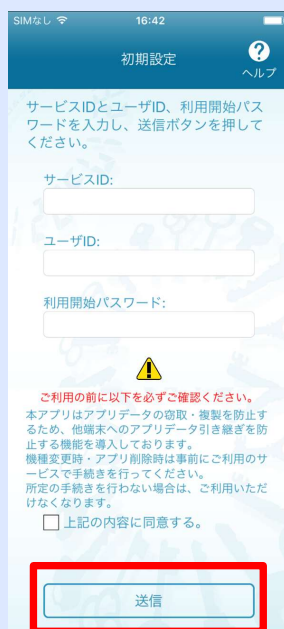 SIMなし 16:42
初期設定
?
ヘルプ
サービスIDとユーザID、利用開始パス
ワードを入力し、送信ボタンを押して
ください。
サービスID:
ユーザID:
利用開始パスワード:
ご利用の前に以下を必ずご確認ください。
本アプリはアプリデータの窃取・複製を防止す
るため、他端末へのアプリデータ引き継ぎを防
止する機能を導入しております。
機種変更時・アプリ削除時は事前にご利用のサ
ービスで手続きを行ってください。
所定の手続きを行わない場合は、ご利用いただ
けなくなります。
上記の内容に同意する。
送信